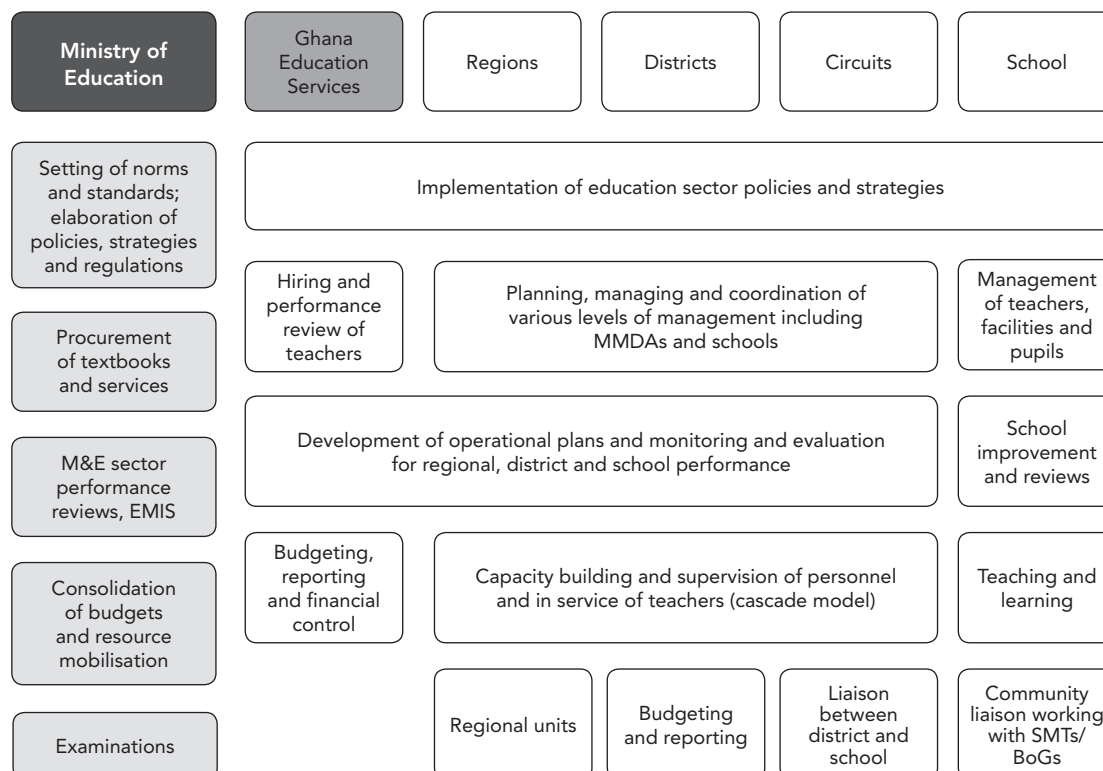 Ministry of
Education
Ghana
Education
Services
Regions
Districts
Circuits
School
Setting of norms
and standards;
elaboration of
policies, strategies
and regulations
Implementation of education sector policies and strategies
Hiring and
performance
review of
teachers
Planning, managing and coordination of
various levels of management including
MMDAs and schools
Management
of teachers,
facilities and
pupils
Procurement
of textbooks
and services
Development of operational plans and monitoring and evaluation
for regional, district and school performance
School
improvement
and reviews
M&E sector
performance
reviews, EMIS
Budgeting,
reporting
and financial
control
Capacity building and supervision of personnel
and in service of teachers (cascade model)
Teaching and
learning
Consolidation
of budgets
and resource
mobilisation
Regional units
Budgeting
and reporting
Liaison
between
district and
school
Community
liaison working
with SMTs/
BoGs
Examinations